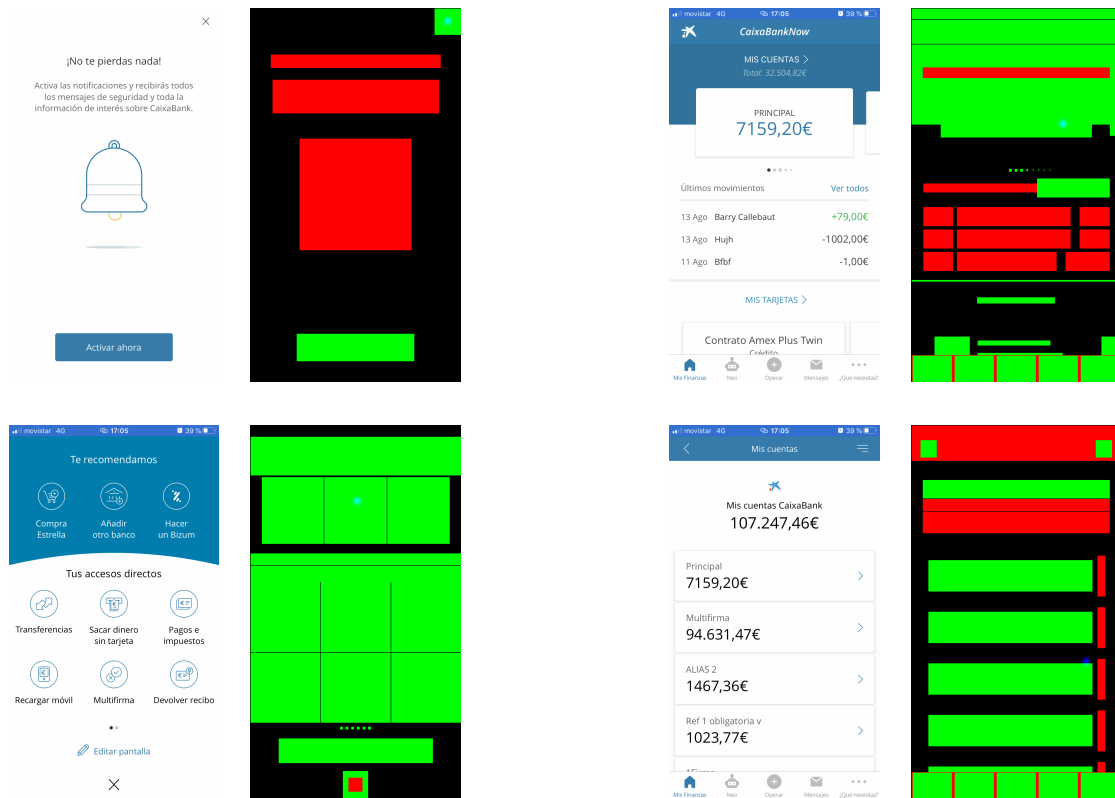 ¡No te pierdas nada!
Activa las notificaciones y recibirás todos
los mensajes de seguridad y toda la
información de interés sobre CaixaBank.
Activar ahora
movistar 4G 17:05 39 %
CaixaBankNow
MIS CUENTAS
Total: 32.504,82€
PRINCIPAL
7159,20€
Últimos movimientos Ver todos
13 Ago Barry Callebaut +79,00€
13 Ago Hujh -1002,00€
11 Ago Bfbf -1,00€
MIS TARJETAS
Contrato Amex Plus Twin
Crédito
Mis Finanzas Neo Operar Mensajes ¿Qué necesitas?
movistar 4G 17:05 39 %
Te recomendamos
Compra Estrella
Añadir otro banco
Hacer un Bizum
Tus accesos directos
Transferencias
Sacar dinero sin tarjeta
Pagos e impuestos
Recargar móvil
Multifirma
Devolver recibo
Editar pantalla
movistar 4G 17:05 39 %
Mis cuentas
Mis cuentas CaixaBank
107.247,46€
Principal
7159,20€
Multifirma
94.631,47€
ALIAS 2
1467,36€
Ref 1 obligatoria v
1023,77€
Mis Finanzas Neo Operar Mensajes ¿Qué necesitas?